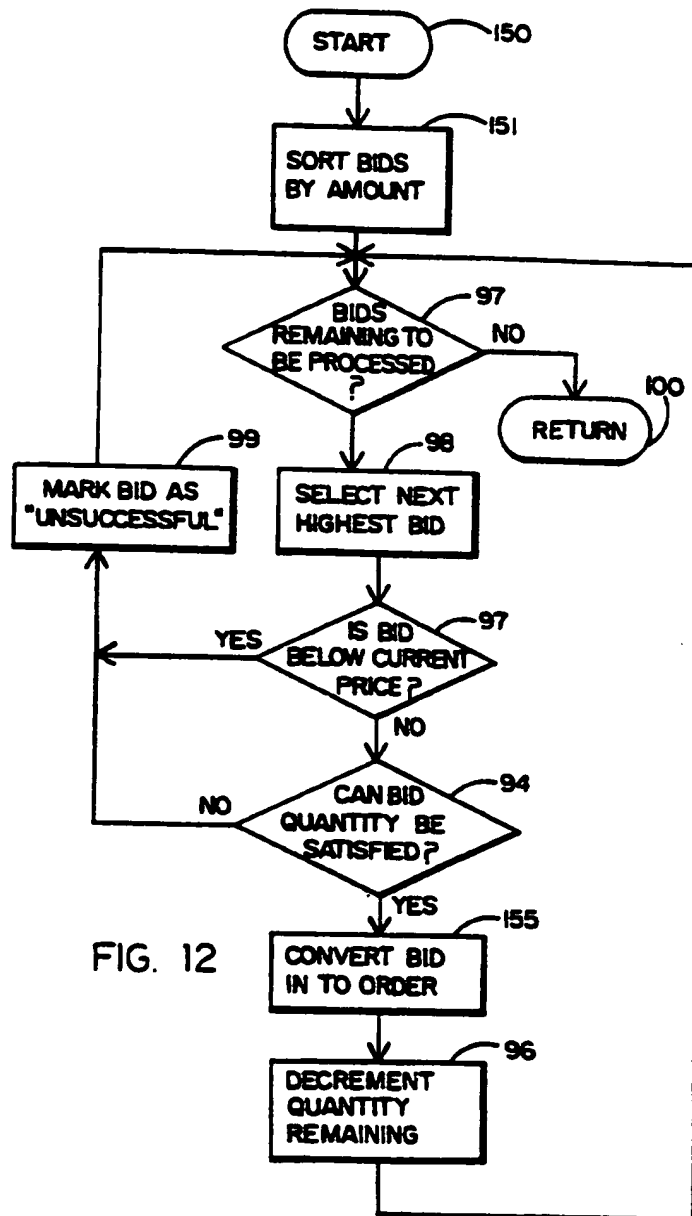 START
150
151
SORT BIDS
BY AMOUNT
97
BIDS
REMAINING TO
BE PROCESSED
?
NO
100
RETURN
99
MARK BID AS
"UNSUCCESSFUL"
98
SELECT NEXT
HIGHEST BID
97
YES
IS BID
BELOW CURRENT
PRICE?
NO
94
NO
CAN BID
QUANTITY BE
SATISFIED?
YES
155
FIG. 12
CONVERT BID
IN TO ORDER
96
DECREMENT
QUANTITY
REMAINING